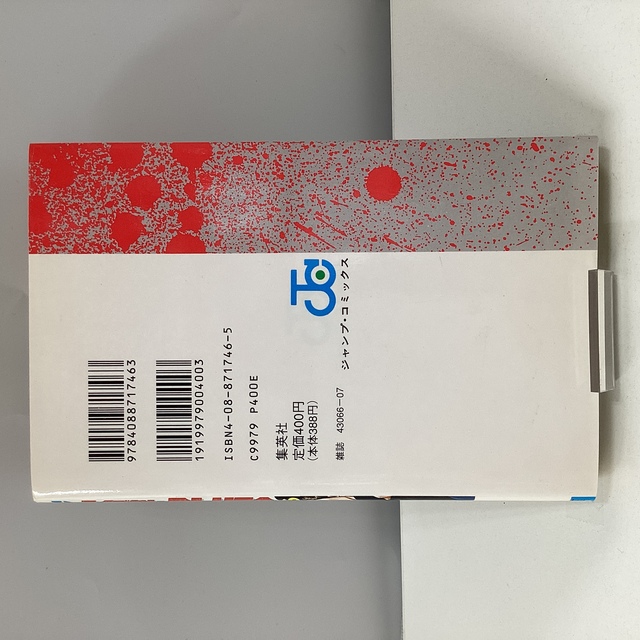 9784088717463
1919979004003
ISBN4-08-871746-5
C9979 P400E
集英社
定価400円
(本体388円)
雑誌 43066-07
ジャンプ・コミックス